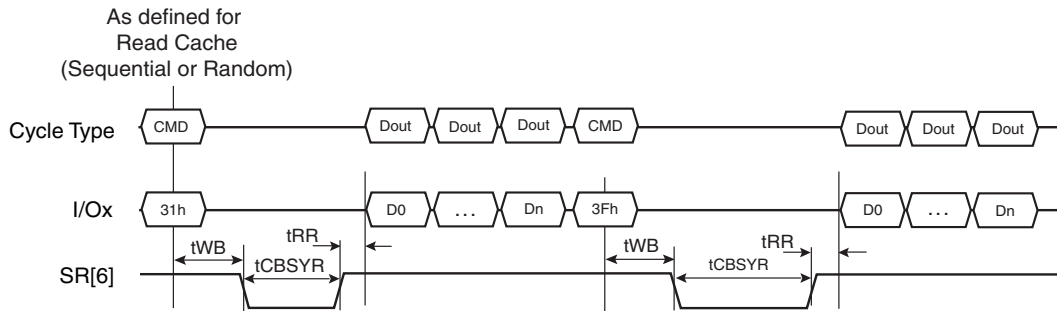 As defined for
Read Cache
(Sequential or Random)
Cycle Type CMD Dout Dout Dout CMD Dout Dout Dout
I/Ox 31h D0 ... Dn 3Fh D0 ... Dn
tWB tRR tWB tRR
tCBSYR tCBSYR
SR[6]